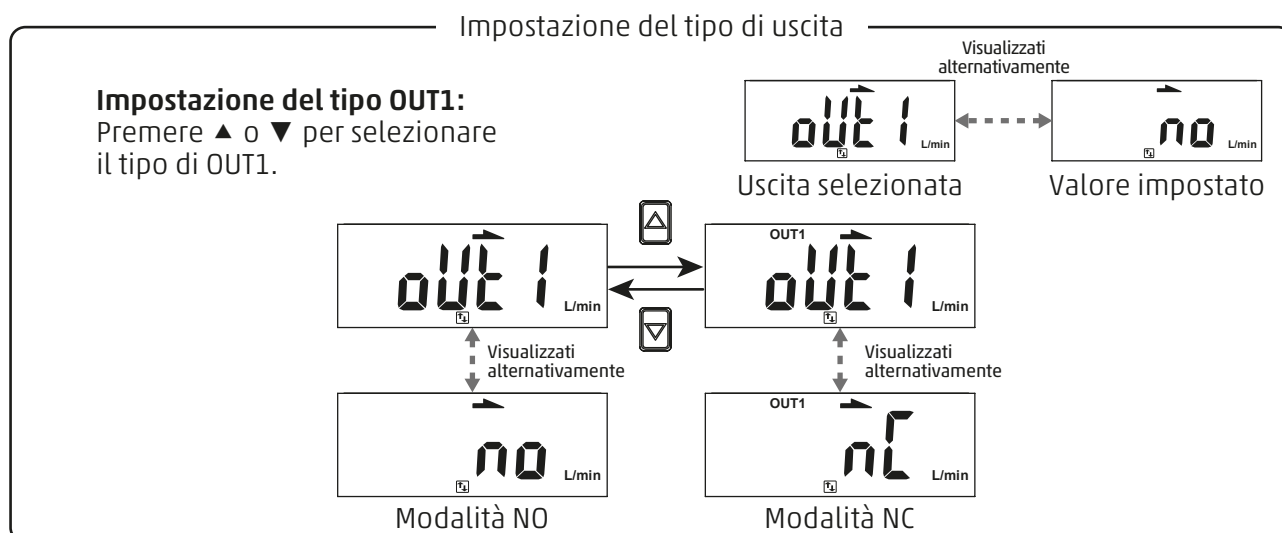 Impostazione del tipo di uscita
Impostazione del tipo OUT1:
Premere ▲ o ▼ per selezionare
il tipo di OUT1.
Visualizzati
alternativamente
oUt1 L/min
no L/min
Uscita selezionata
Valore impostato
oUt1 L/min
OUT1
oUt1 L/min
Visualizzati
alternativamente
Visualizzati
alternativamente
no L/min
OUT1
nC L/min
Modalità NO
Modalità NC